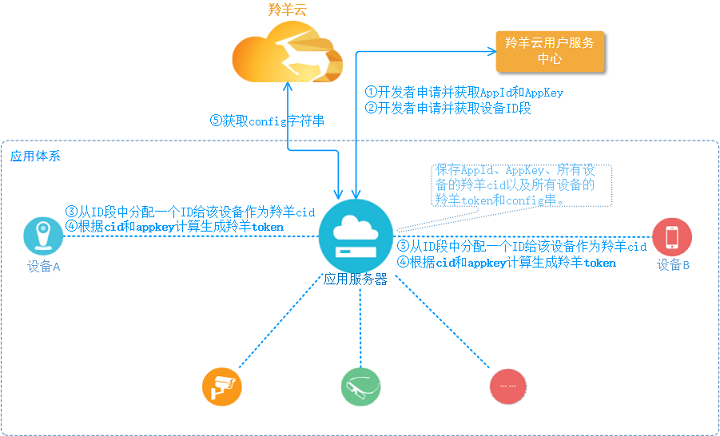 羚羊云
羚羊云用户服务
中心
①开发者申请并获取AppId和AppKey
②开发者申请并获取设备ID段
⑤获取config字符串
应用体系
保存AppId、AppKey、所有设
备的羚羊cid以及所有设备的
羚羊token和config串。
③从ID段中分配一个ID给该设备作为羚羊cid
④根据cid和appkey计算生成羚羊token
③从ID段中分配一个ID给该设备作为羚羊cid
④根据cid和appkey计算生成羚羊token
设备A
应用服务器
设备B
······